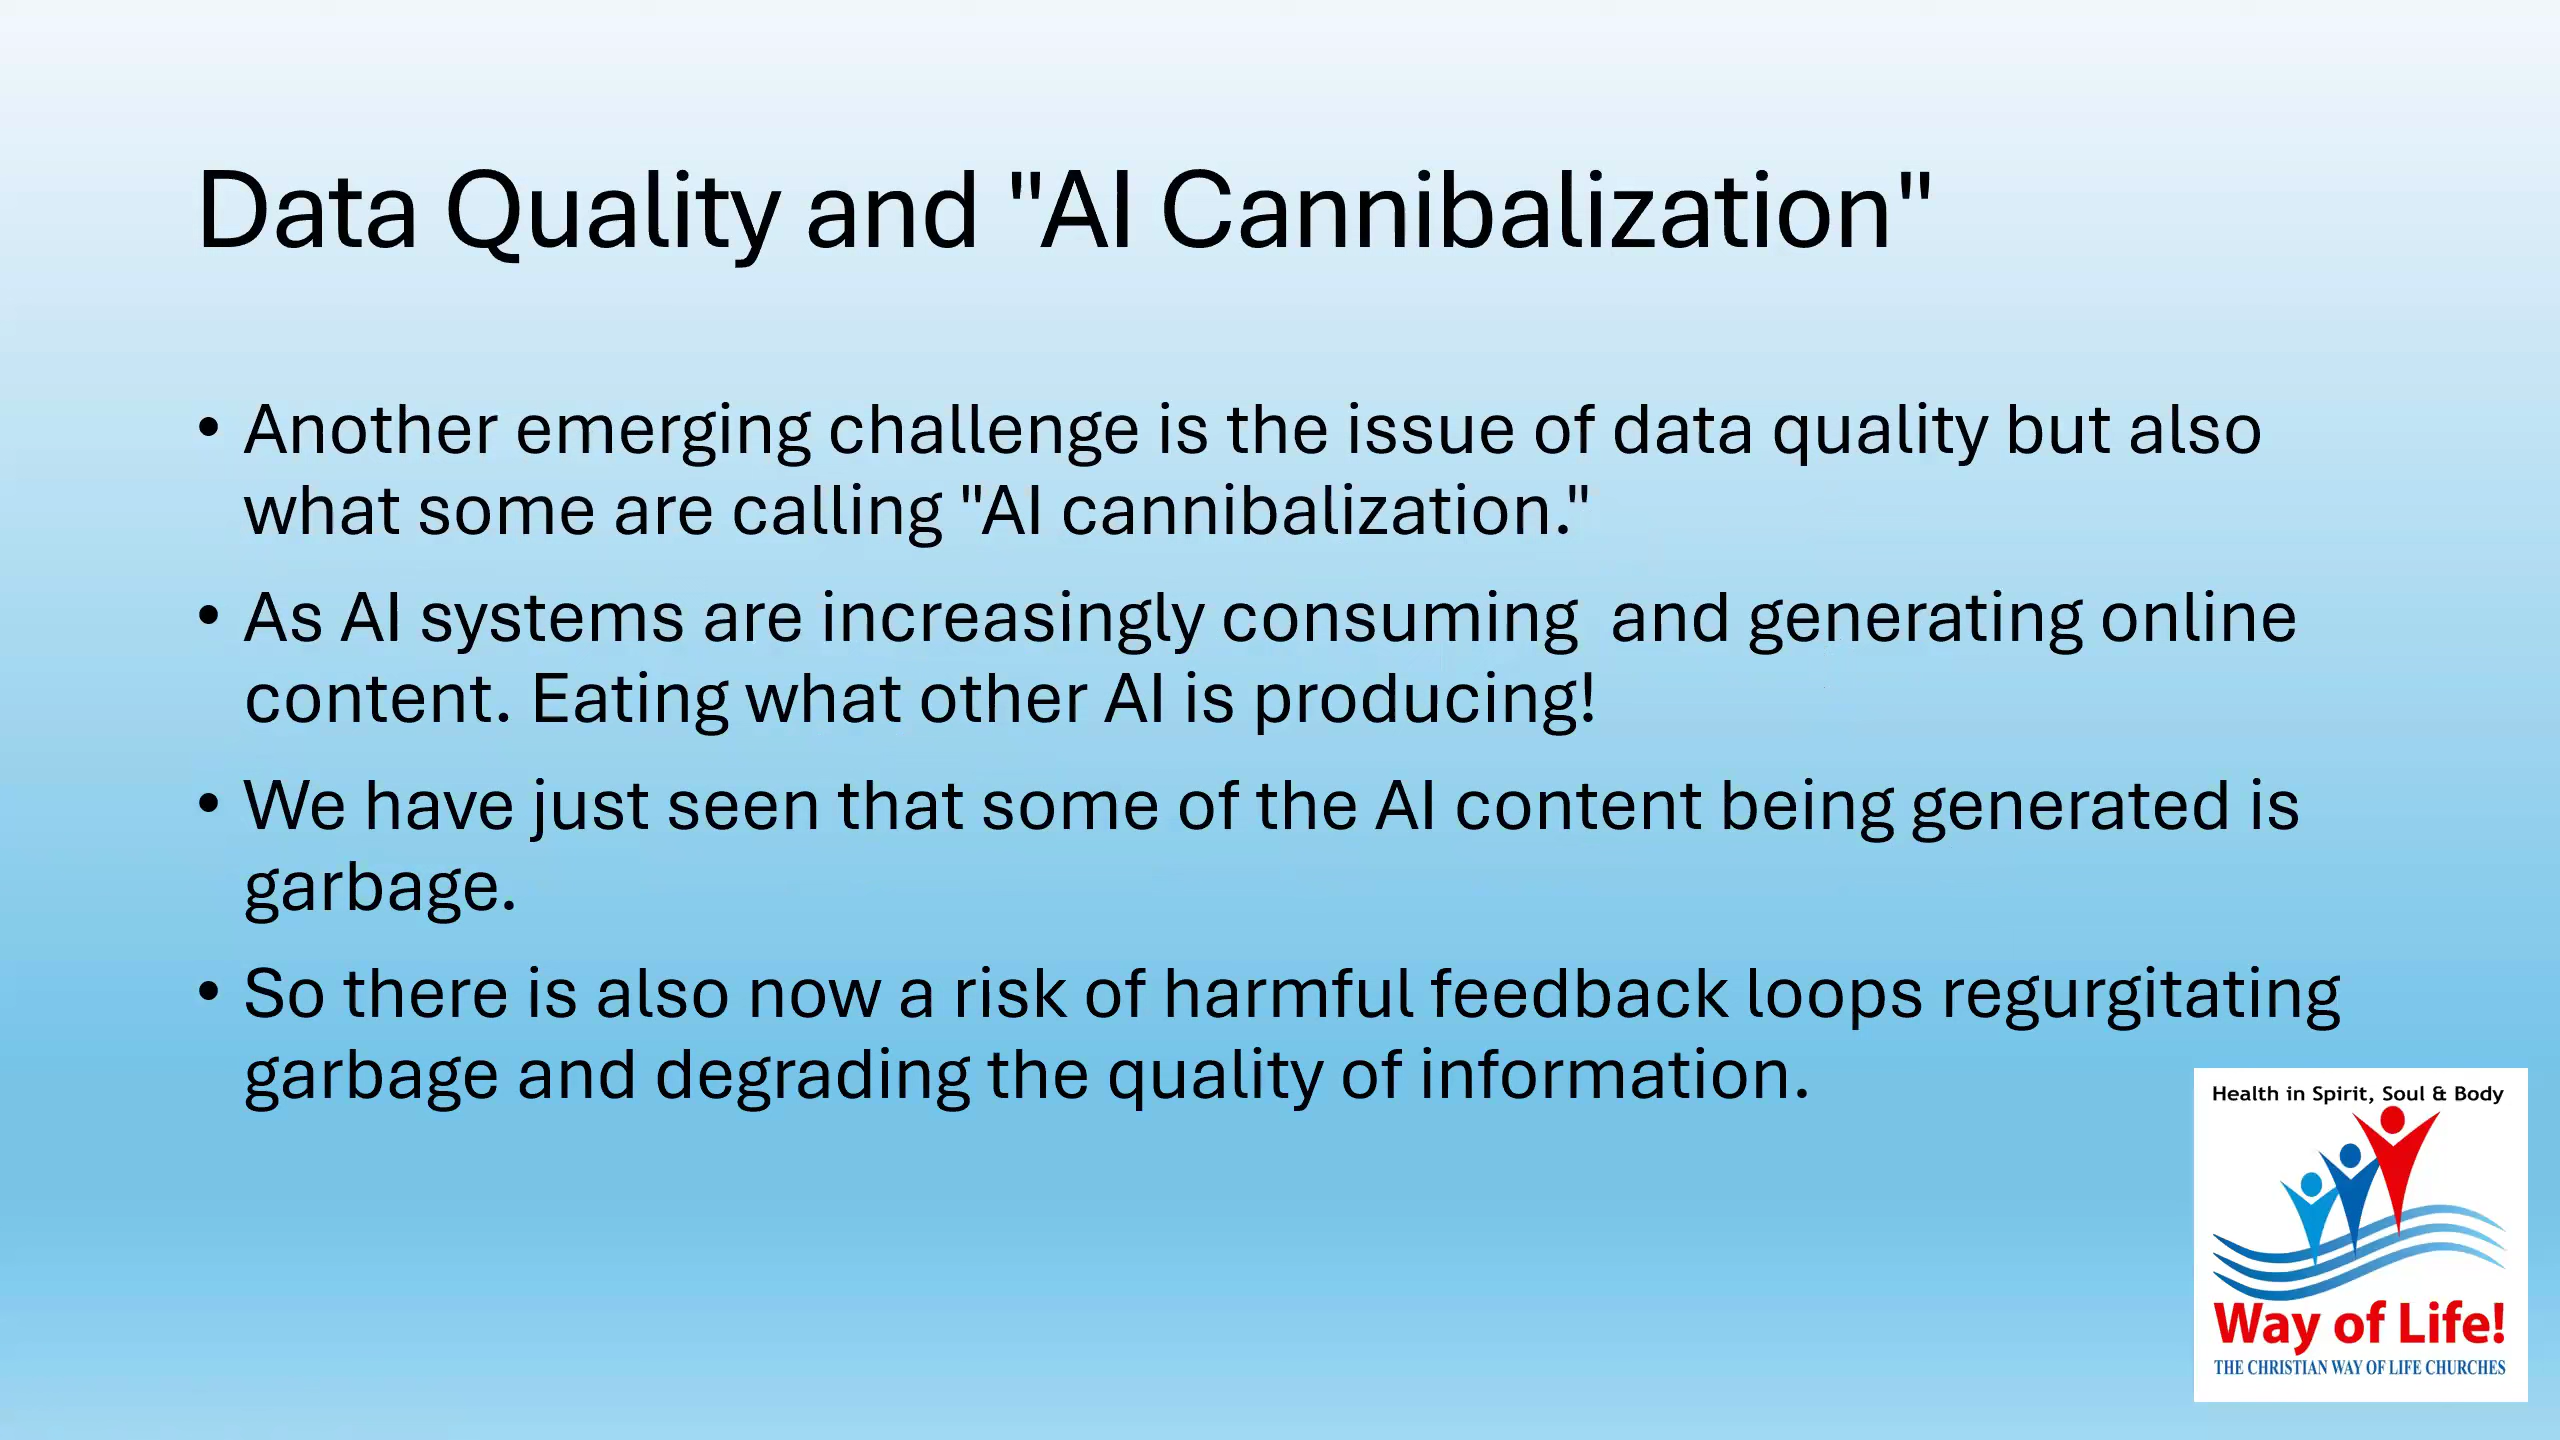 Data Quality and "AI Cannibalization"
• Another emerging challenge is the issue of data quality but also
what some are calling "AI cannibalization."
• As AI systems are increasingly consuming  and generating online
content. Eating what other AI is producing!
• We have just seen that some of the AI content being generated is
garbage.
• So there is also now a risk of harmful feedback loops regurgitating
garbage and degrading the quality of information.
Health in Spirit, Soul & Body
Way of Life!
THE CHRISTIAN WAY OF LIFE CHURCHES